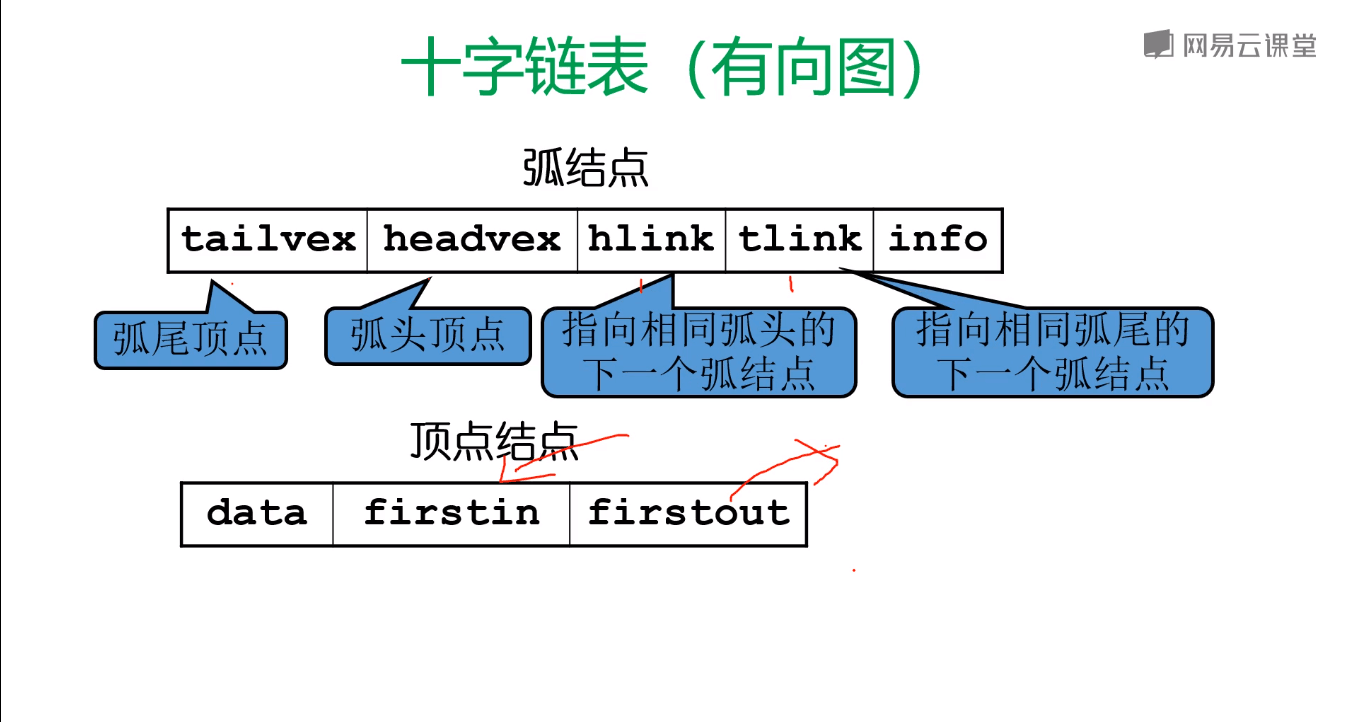 十字链表（有向图）
网易云课堂
弧结点
tailvex headvex hlink tlink info
弧尾顶点
弧头顶点
指向相同弧头的
下一个弧结点
指向相同弧尾的
下一个弧结点
顶点结点
data firstin firstout